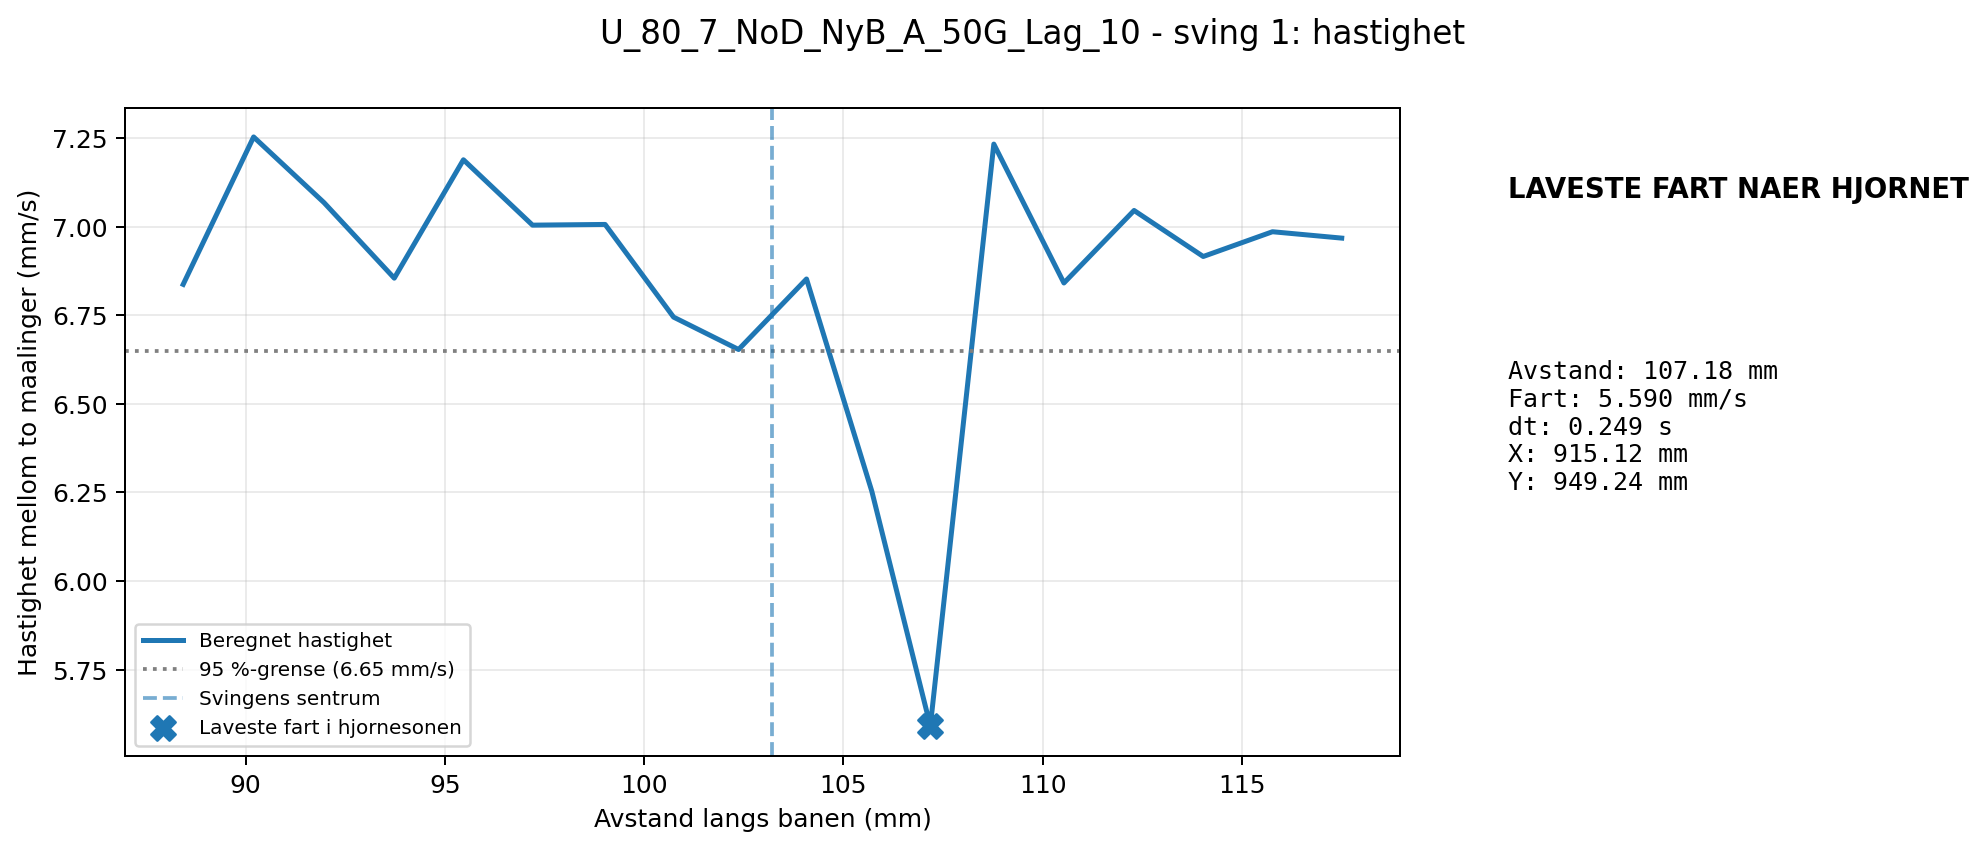 U_80_7_NoD_NyB_A_50G_Lag_10 - sving 1: hastighet
Hastighet mellom to maalinger (mm/s)
7.25
7.00
6.75
6.50
6.25
6.00
5.75
Beregnet hastighet
95 %-grense (6.65 mm/s)
Svingens sentrum
Laveste fart i hjornesonen
90
95
100
105
110
115
Avstand langs banen (mm)
LAVESTE FART NAER HJORNET
Avstand: 107.18 mm
Fart: 5.590 mm/s
dt: 0.249 s
X: 915.12 mm
Y: 949.24 mm